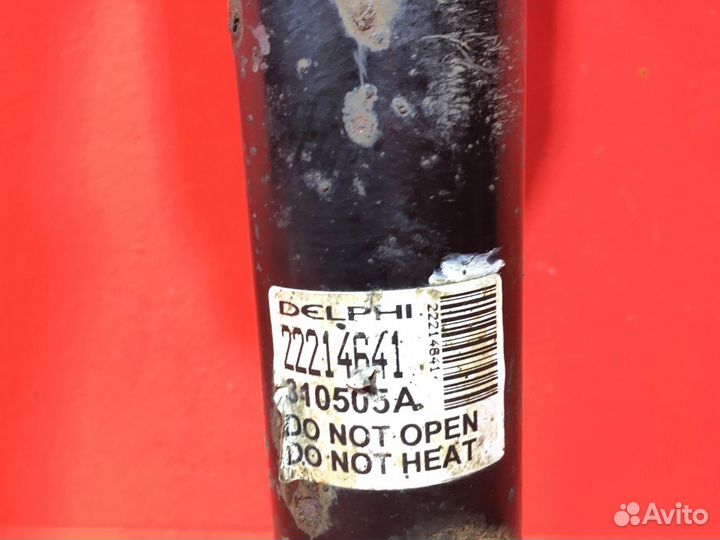 DELPHI
22214641
310505A
DO NOT OPEN
DO NOT HEAT
22214641
Avito